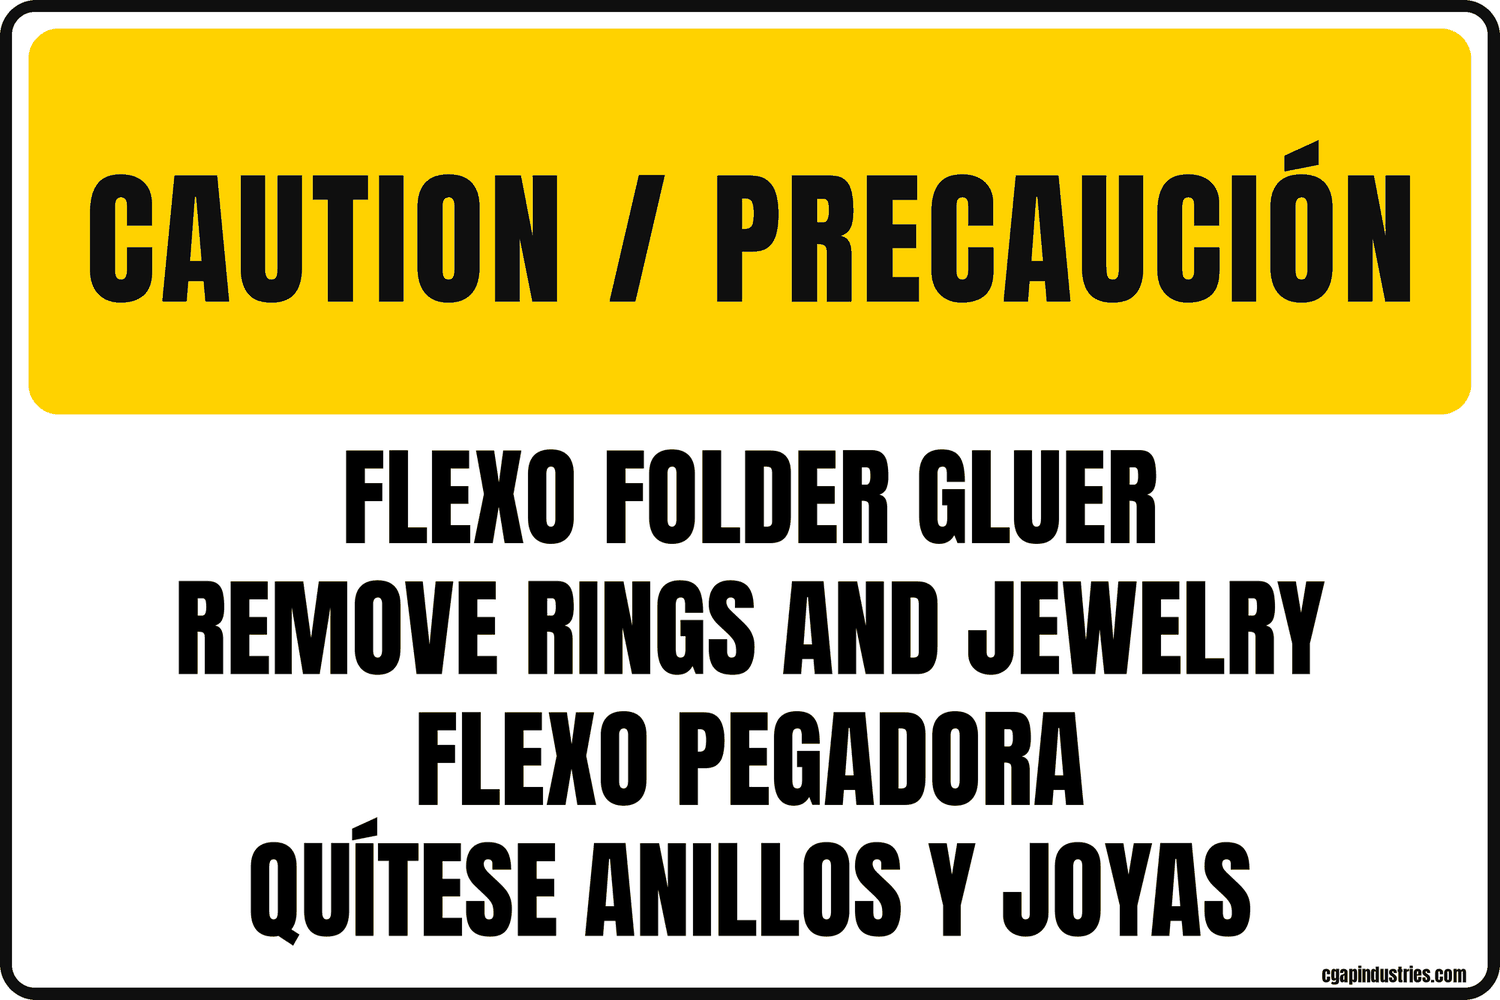 CAUTION / PRECAUCIÓN
FLEXO FOLDER GLUER
REMOVE RINGS AND JEWELRY
FLEXO PEGADORA
QUÍTESE ANILLOS Y JOYAS
cgapindustries.com